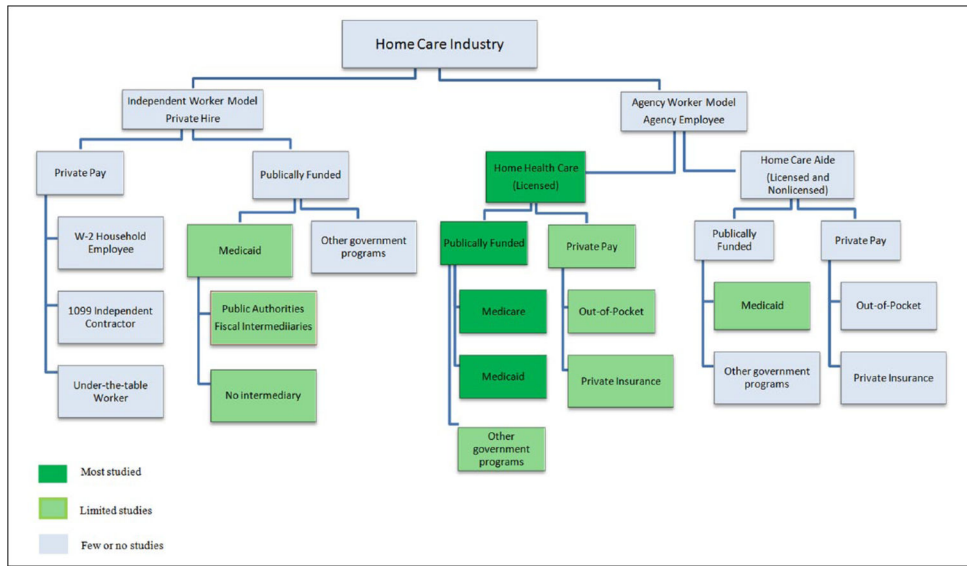 Home Care Industry
Independent Worker Model
Private Hire
Agency Worker Model
Agency Employee
Private Pay
Publically Funded
Home Health Care
(Licensed)
Home Care Aide
(Licensed and
Nonlicensed)
W-2 Household
Employee
Medicaid
Other government
programs
Publically Funded
Private Pay
Publically
Funded
Private Pay
1099 Independent
Contractor
Public Authorities
Fiscal Intermediiaries
Medicare
Out-of-Pocket
Medicaid
Out-of-Pocket
Under-the-table
Worker
No intermediary
Medicaid
Private Insurance
Other government
programs
Private Insurance
Other
government
programs
Most studied
Limited studies
Few or no studies